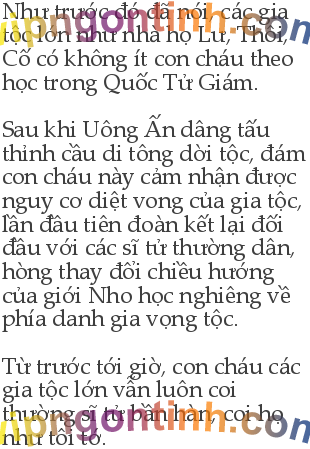 Như trước đó đã nói, các gia
tộc lớn như nhà họ Lư, Thôi,
Cố có không ít con cháu theo
học trong Quốc Tử Giám.
Sau khi Uông Ấn dâng tấu
thỉnh cầu di tông dời tộc, đám
con cháu này cảm nhận được
nguy cơ diệt vong của gia tộc,
lần đầu tiên đoàn kết lại đối
đầu với các sĩ tử thường dân,
hòng thay đổi chiều hướng
của giới Nho học nghiêng về
phía danh gia vọng tộc.
Từ trước tới giờ, con cháu các
gia tộc lớn vẫn luôn coi
thường sĩ tử bần hàn, coi họ
như tôi tớ.
vipngontinh.com
vipngontinh.com